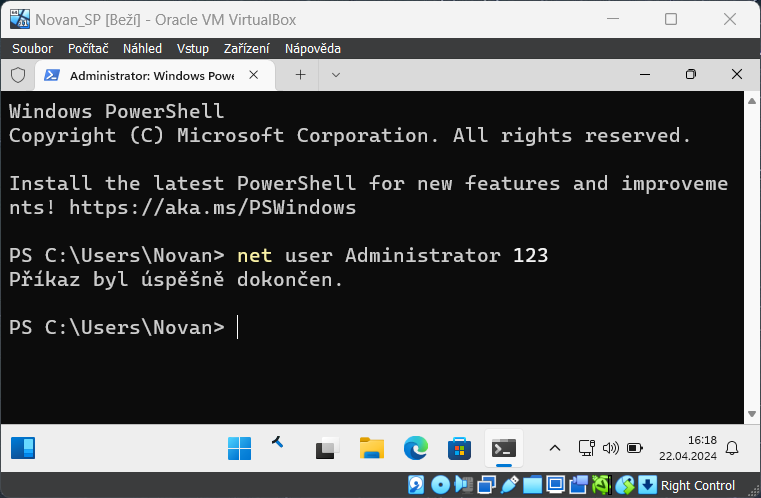 Novan_SP [Beží] - Oracle VM VirtualBox
Soubor Počítač Náhled Vstup Zařízení Nápověda
Administrator: Windows Powe
Windows PowerShell
Copyright (C) Microsoft Corporation. All rights reserved.
Install the latest PowerShell for new features and improveme
nts! https://aka.ms/PSWindows
PS C:\Users\Novan> net user Administrator 123
Příkaz byl úspěšně dokončen.
PS C:\Users\Novan>
16:18
22.04.2024
Right Control